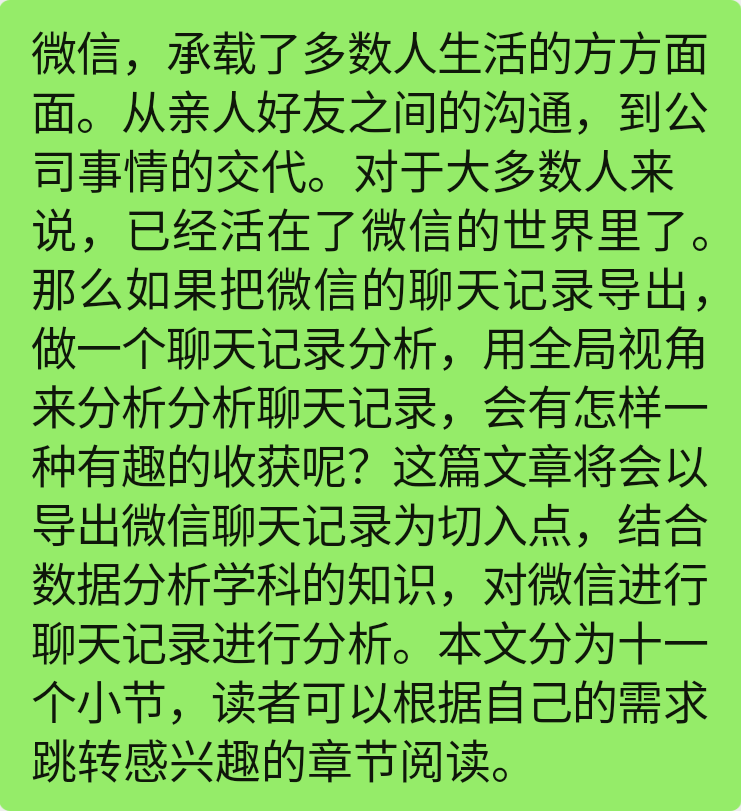 微信，承载了多数人生活的方方面
面。从亲人好友之间的沟通，到公
司事情的交代。对于大多数人来
说，已经活在了微信的世界里了。
那么如果把微信的聊天记录导出，
做一个聊天记录分析，用全局视角
来分析分析聊天记录，会有怎样一
种有趣的收获呢？这篇文章将会以
导出微信聊天记录为切入点，结合
数据分析学科的知识，对微信进行
聊天记录进行分析。本文分为十一
个小节，读者可以根据自己的需求
跳转感兴趣的章节阅读。